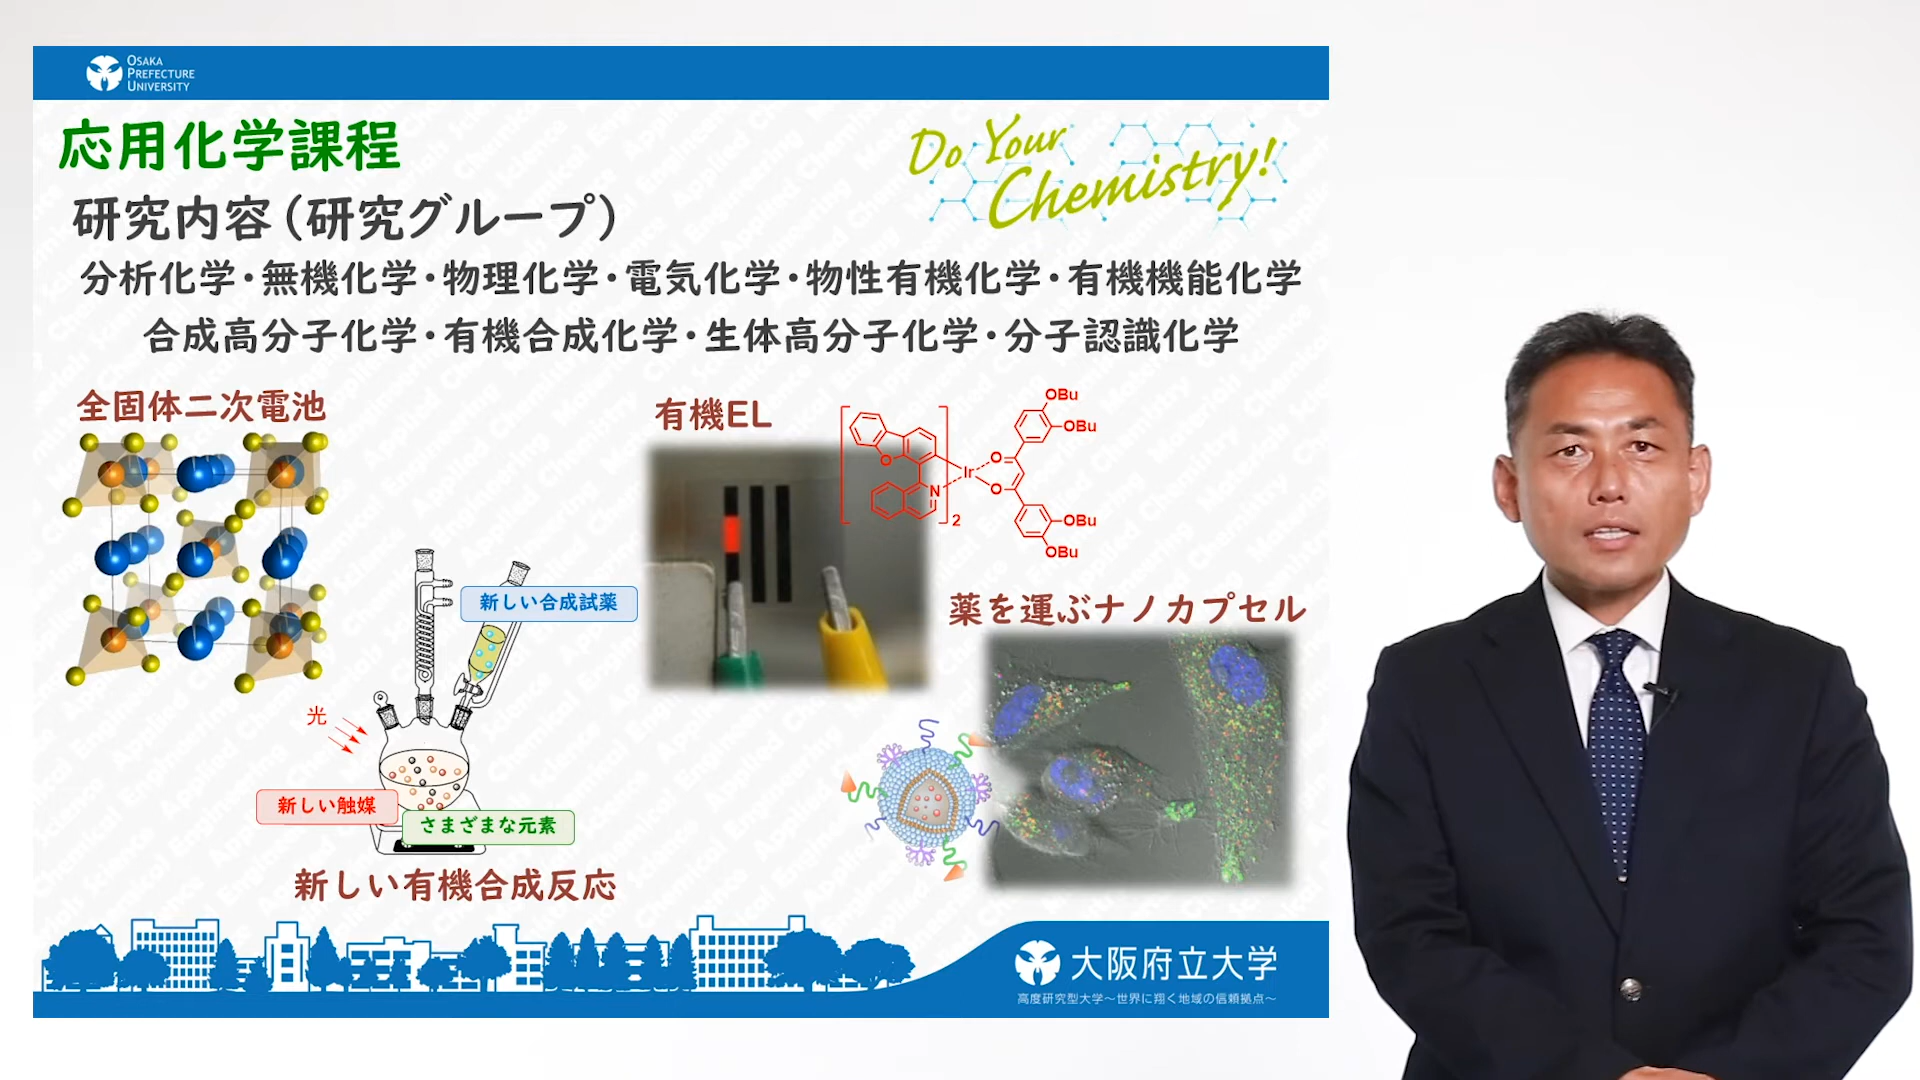 OSAKA
PREFECTURE
UNIVERSITY
応用化学課程
Do Your
Chemistry!
研究内容(研究グループ)
分析化学・無機化学・物理化学・電気化学・物性有機化学・有機機能化学
合成高分子化学・有機合成化学・生体高分子化学・分子認識化学
全固体二次電池
有機EL
OBu
OBu
O
O
Ir
O
N
2
OBu
OBu
新しい合成試薬
薬を運ぶナノカプセル
光
新しい触媒
さまざまな元素
新しい有機合成反応
大阪府立大学
高度研究型大学~世界に翔く地域の信頼拠点~